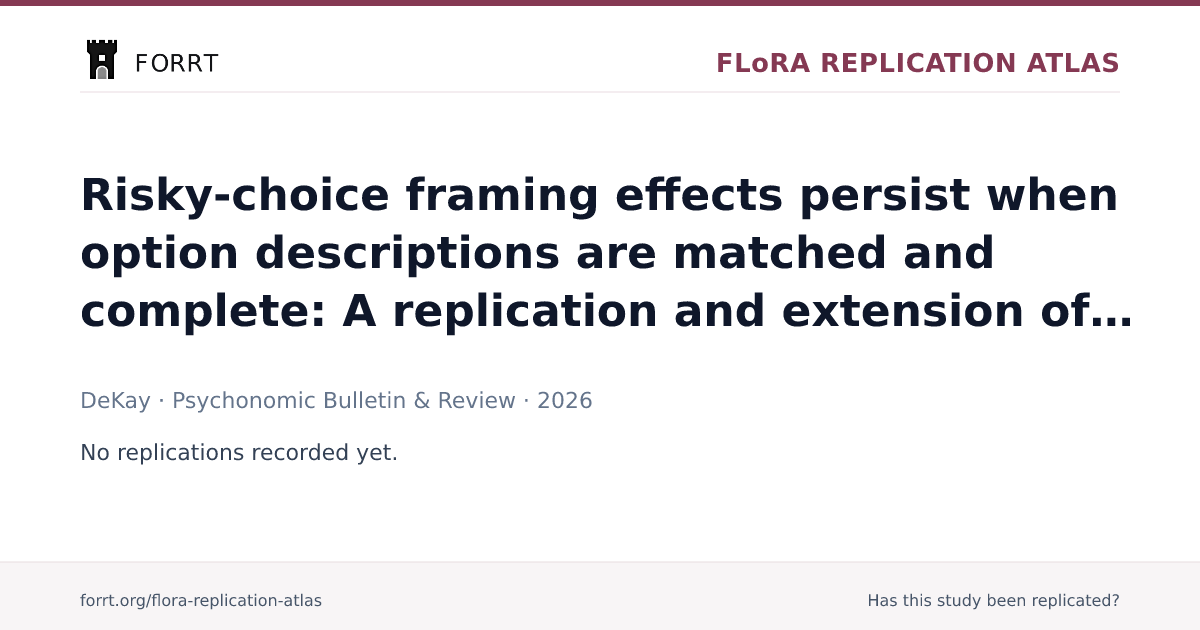 FORRT
FLoRA REPLICATION ATLAS
Risky-choice framing effects persist when
option descriptions are matched and
complete: A replication and extension of…
DeKay · Psychonomic Bulletin & Review · 2026
No replications recorded yet.
forrt.org/flora-replication-atlas
Has this study been replicated?